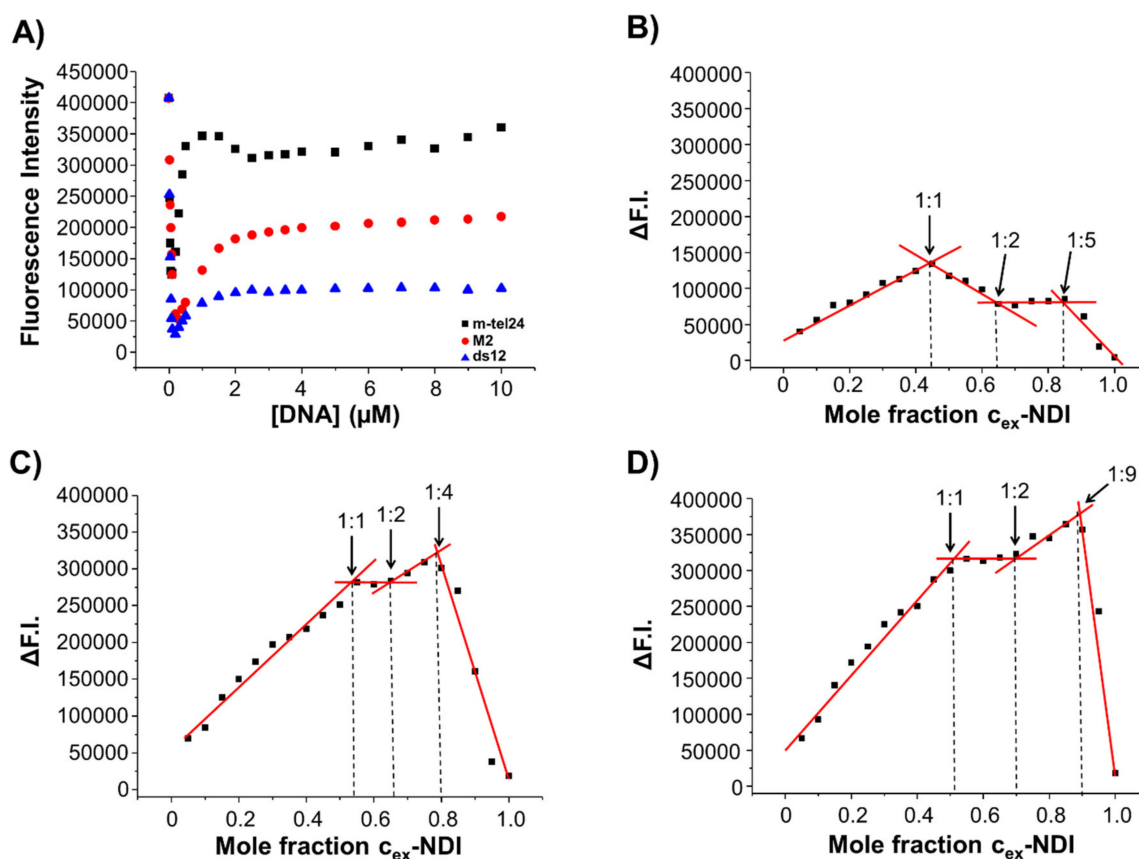 A)
450000
400000
350000
300000
250000
200000
150000
100000
50000
0
Fluorescence Intensity
m-tel24
M2
ds12
0 2 4 6 8 10
[DNA] (µM)
B)
400000
350000
300000
250000
200000
150000
100000
50000
0
ΔF.I.
1:1 1:2 1:5
0 0.2 0.4 0.6 0.8 1.0
Mole fraction cex-NDI
C)
400000
350000
300000
250000
200000
150000
100000
50000
0
ΔF.I.
1:1 1:2 1:4
0 0.2 0.4 0.6 0.8 1.0
Mole fraction cex-NDI
D)
400000
350000
300000
250000
200000
150000
100000
50000
0
ΔF.I.
1:1 1:2 1:9
0 0.2 0.4 0.6 0.8 1.0
Mole fraction cex-NDI